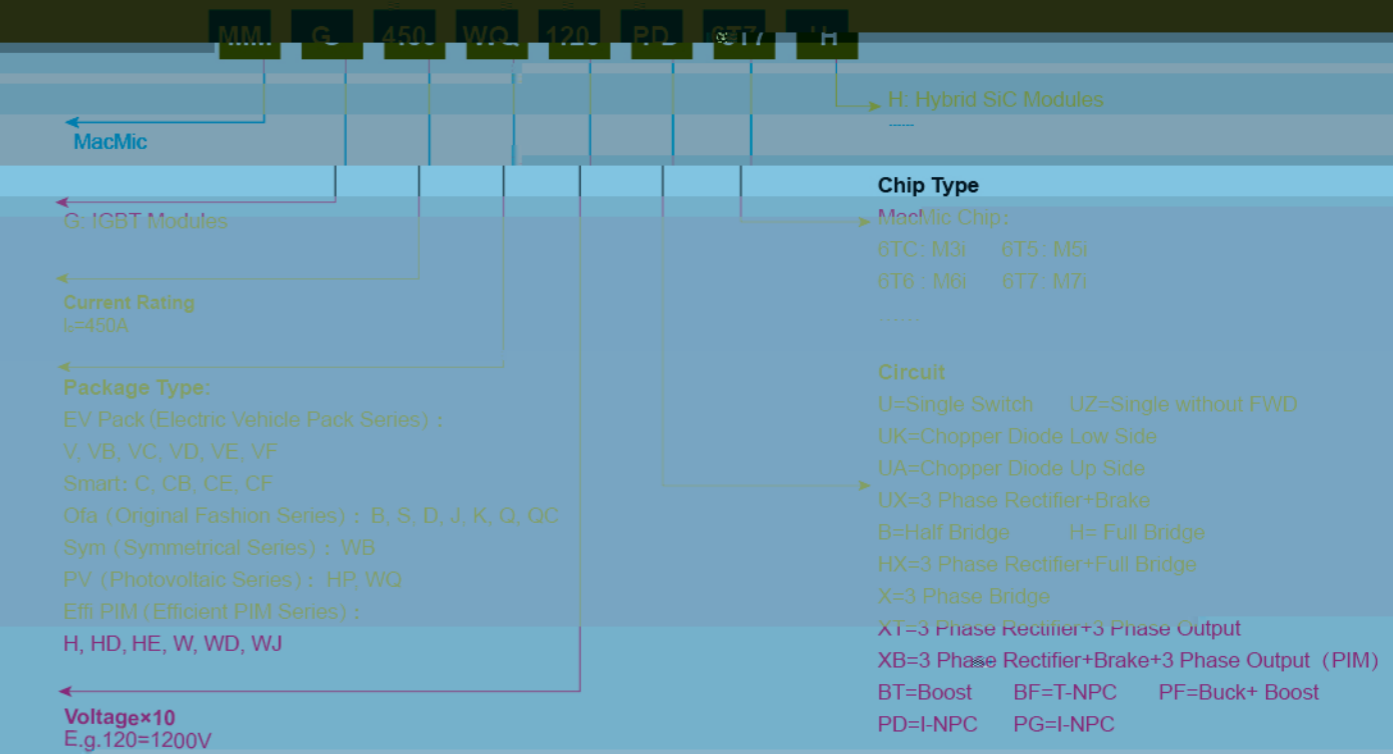 MM. G 450 WQ 120 PD 6T7 H
H: Hybrid SiC Modules
------
MacMic
Chip Type
G: IGBT Modules
MacMic Chip:
6TC: M3i 6T5: M5i
6T6: M6i 6T7: M7i
------
Current Rating
Ic=450A
Package Type:
EV Pack (Electric Vehicle Pack Series) :
V, VB, VC, VD, VE, VF
Smart: C, CB, CE, CF
Ofa (Original Fashion Series) : B, S, D, J, K, Q, QC
Sym (Symmetrical Series) : WB
PV (Photovoltaic Series) : HP, WQ
Effi PIM (Efficient PIM Series) :
H, HD, HE, W, WD, WJ
Voltage×10
E.g.120=1200V
Circuit
U=Single Switch UZ=Single without FWD
UK=Chopper Diode Low Side
UA=Chopper Diode Up Side
UX=3 Phase Rectifier+Brake
B=Half Bridge H= Full Bridge
HX=3 Phase Rectifier+Full Bridge
X=3 Phase Bridge
XT=3 Phase Rectifier+3 Phase Output
XB=3 Phase Rectifier+Brake+3 Phase Output (PIM)
BT=Boost BF=T-NPC PF=Buck+ Boost
PD=I-NPC PG=I-NPC